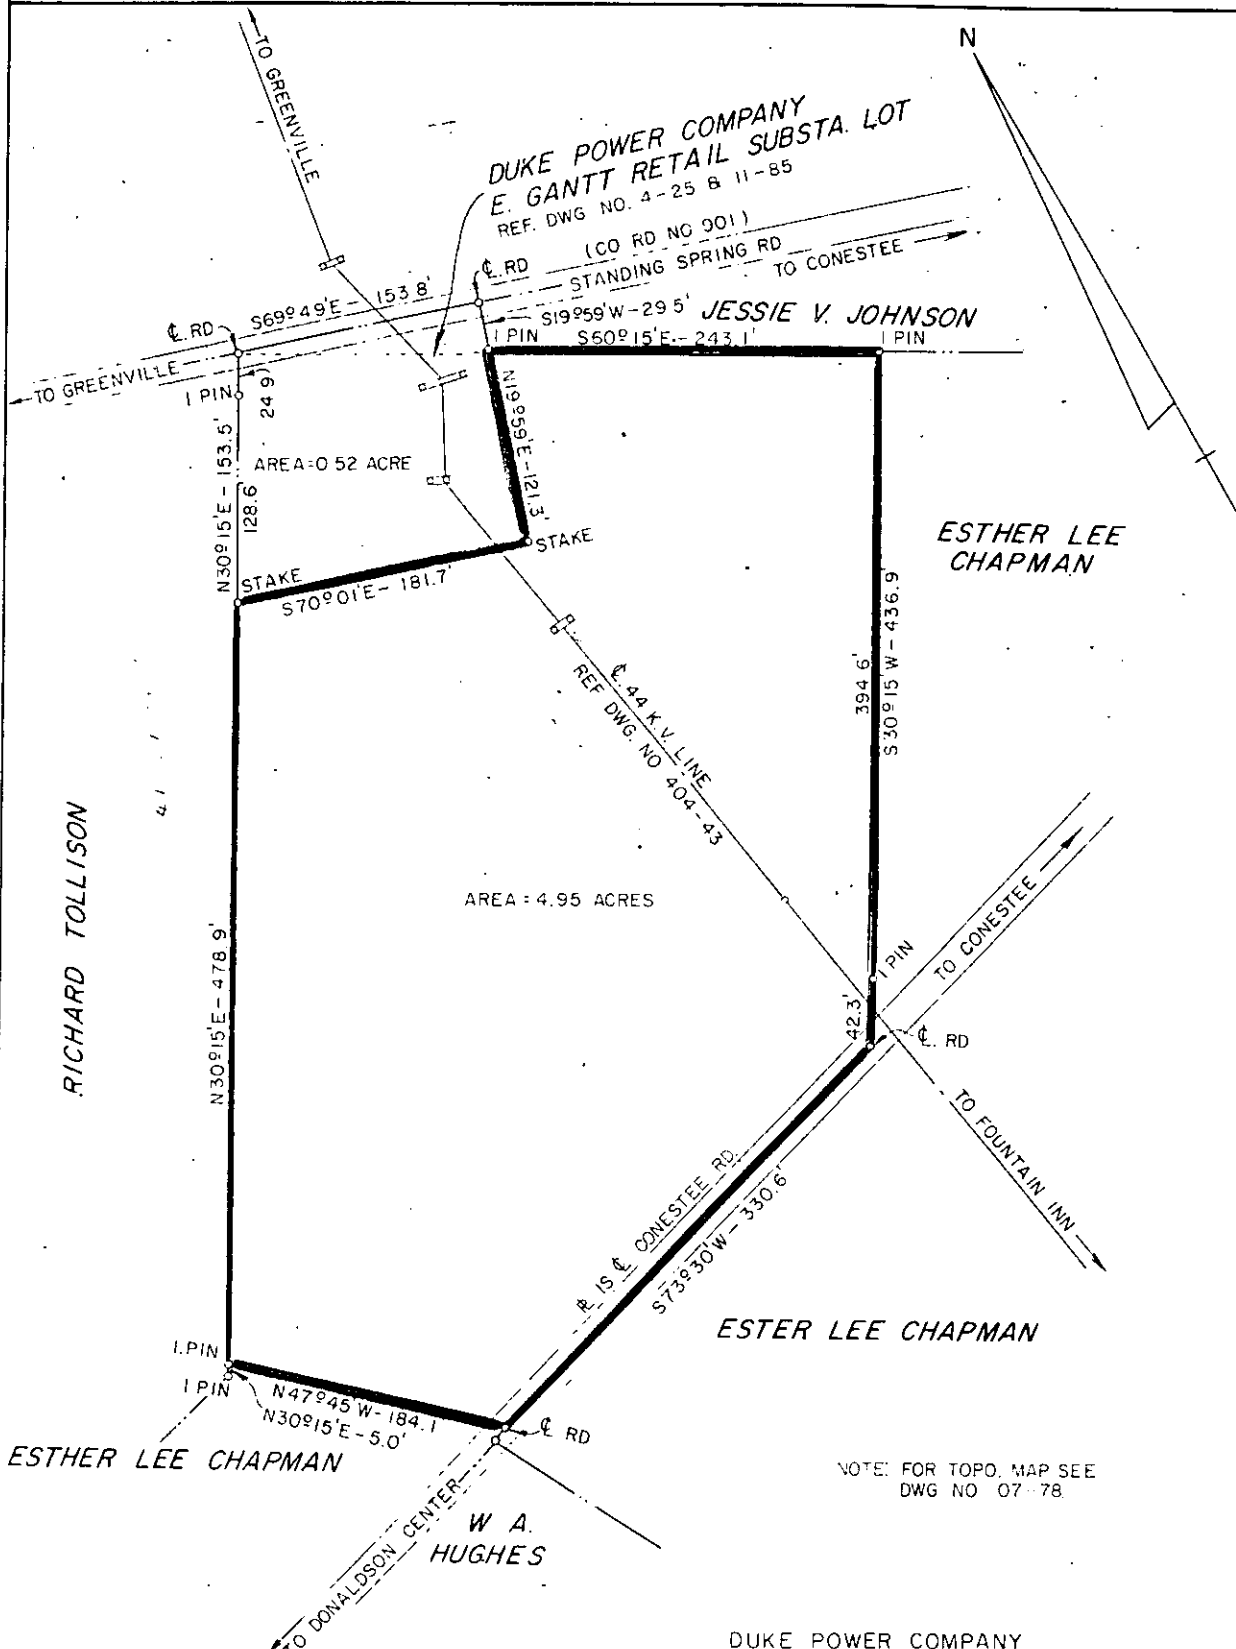 TO GREENVILLE
N
DUKE POWER COMPANY
E. GANTT RETAIL SUBSTA. LOT
REF. DWG NO. 4-25 & 11-85
(CO RD NO 901)
℄ RD
STANDING SPRING RD
TO CONESTEE
S69°49'E - 153.8'
℄ RD
S19°59'W-29.5'
JESSIE V. JOHNSON
I PIN
S60°15'E.-243.1'
I PIN
TO GREENVILLE
I PIN
24.9
N30°15'E - 153.5'
128.6
AREA=0.52 ACRE
N19°59'E-121.3'
STAKE
STAKE
S70°01'E- 181.7'
ESTHER LEE
CHAPMAN
℄ 44 K.V. LINE
REF DWG. NO 404-43
394.6'
S30°15'W-436.9'
RICHARD TOLLISON
AREA = 4.95 ACRES
N30°15'E-478.9'
I PIN
TO CONESTEE
42.3'
℄. RD
TO FOUNTAIN INN
℄ IS ℄ CONESTEE RD.
S73°30'W-330.6'
ESTER LEE CHAPMAN
I.PIN
I PIN
N47°45'W-184.1
N30°15'E-5.0'
℄ RD
ESTHER LEE CHAPMAN
NOTE: FOR TOPO. MAP SEE
DWG NO 07-78
W A.
HUGHES
TO DONALDSON CENTER
DUKE POWER COMPANY